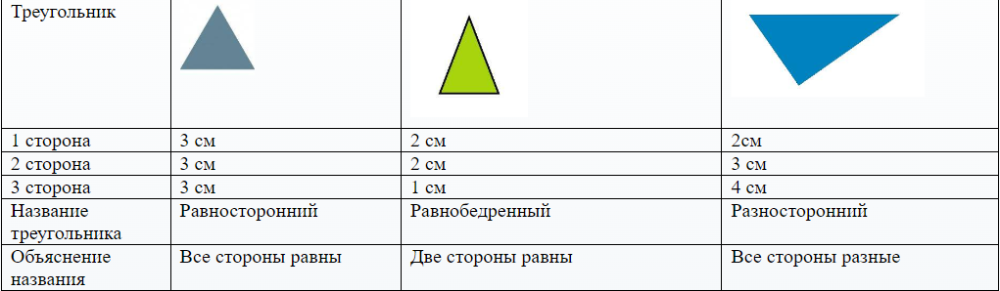 Треугольник
1 сторона 3 см 2 см 2см
2 сторона 3 см 2 см 3 см
3 сторона 3 см 1 см 4 см
Название треугольника Равносторонний Равнобедренный Разносторонний
Объяснение названия Все стороны равны Две стороны равны Все стороны разные